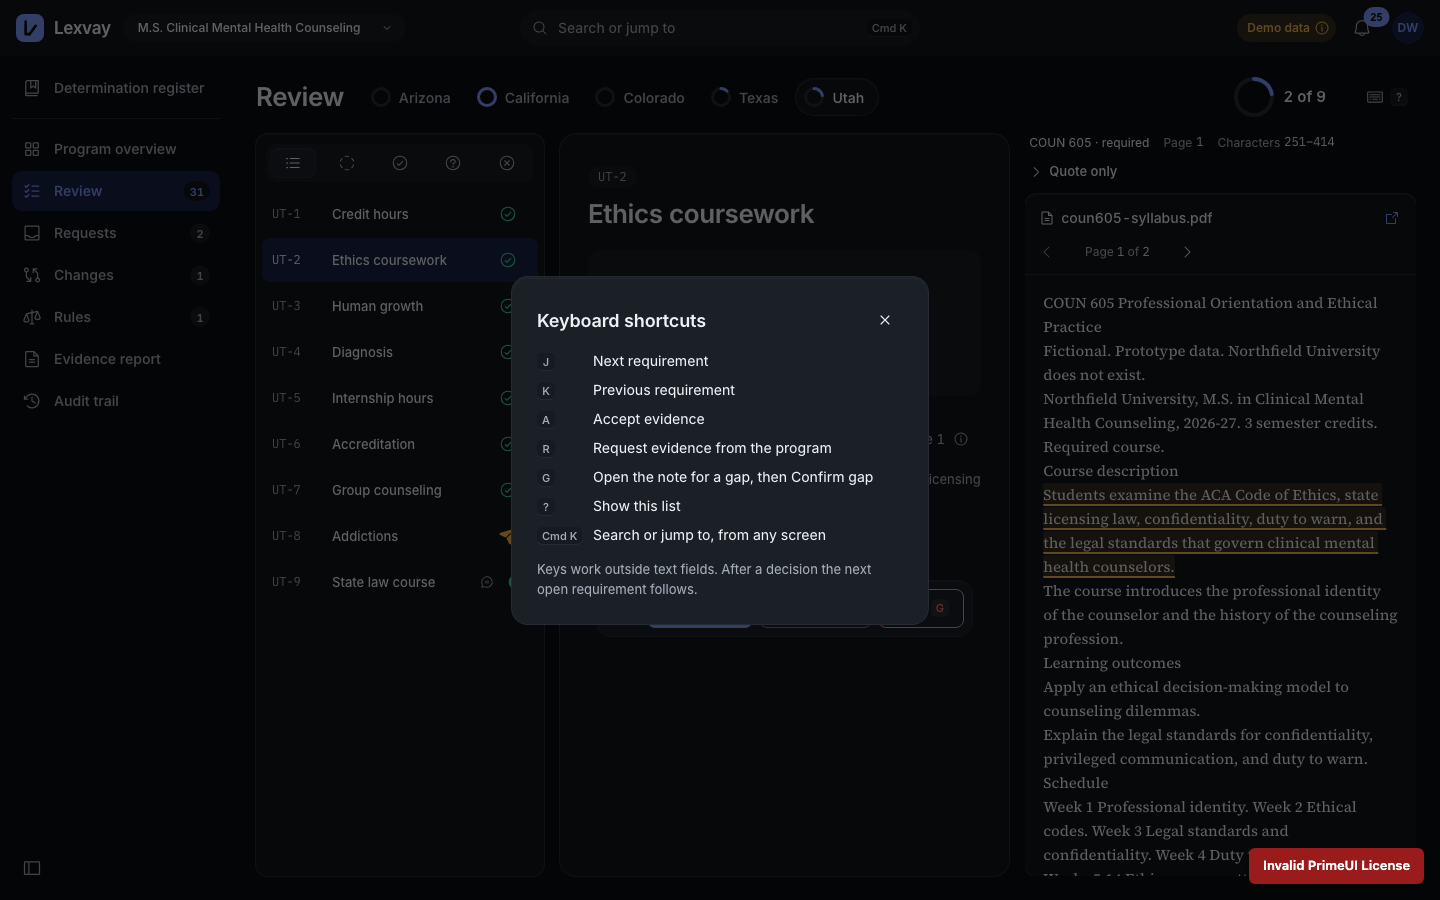 Lexvay
M.S. Clinical Mental Health Counseling
Search or jump to
Cmd K
Demo data
25
DW
Determination register
Program overview
Review
31
Requests
2
Changes
1
Rules
1
Evidence report
Audit trail
Review
Arizona
California
Colorado
Texas
Utah
2 of 9
?
UT-1 Credit hours
UT-2 Ethics coursework
UT-3 Human growth
UT-4 Diagnosis
UT-5 Internship hours
UT-6 Accreditation
UT-7 Group counseling
UT-8 Addictions
UT-9 State law course
UT-2
Ethics coursework
1
licensing
G
Keyboard shortcuts
J Next requirement
K Previous requirement
A Accept evidence
R Request evidence from the program
G Open the note for a gap, then Confirm gap
? Show this list
Cmd K Search or jump to, from any screen
Keys work outside text fields. After a decision the next
open requirement follows.
COUN 605 · required Page 1 Characters 251–414
Quote only
coun605-syllabus.pdf
Page 1 of 2
COUN 605 Professional Orientation and Ethical
Practice
Fictional. Prototype data. Northfield University
does not exist.
Northfield University, M.S. in Clinical Mental
Health Counseling, 2026-27. 3 semester credits.
Required course.
Course description
Students examine the ACA Code of Ethics, state
licensing law, confidentiality, duty to warn, and
the legal standards that govern clinical mental
health counselors.
The course introduces the professional identity
of the counselor and the history of the counseling
profession.
Learning outcomes
Apply an ethical decision-making model to
counseling dilemmas.
Explain the legal standards for confidentiality,
privileged communication, and duty to warn.
Schedule
Week 1 Professional identity. Week 2 Ethical
codes. Week 3 Legal standards and
confidentiality. Week 4 Duty
Invalid PrimeUI License